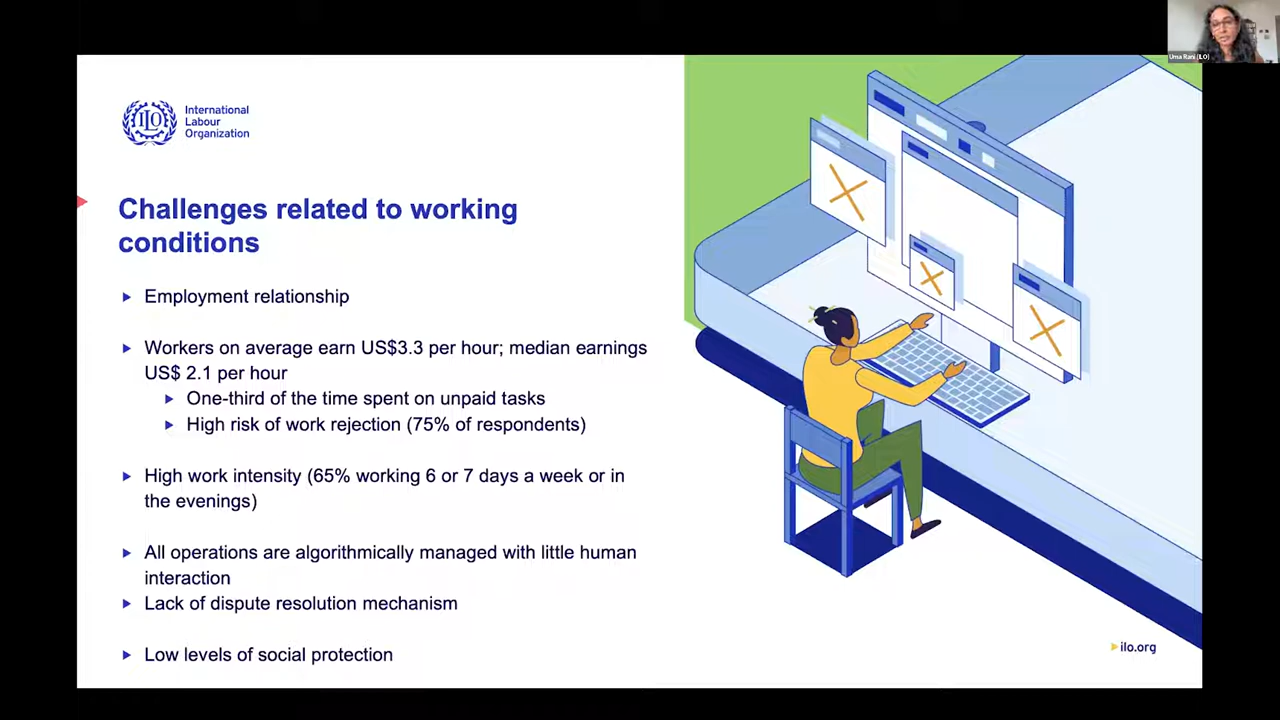 Uma Rani (ILO)
ILO
International
Labour
Organization
Challenges related to working
conditions
Employment relationship
Workers on average earn US$3.3 per hour; median earnings
US$ 2.1 per hour
One-third of the time spent on unpaid tasks
High risk of work rejection (75% of respondents)
High work intensity (65% working 6 or 7 days a week or in
the evenings)
All operations are algorithmically managed with little human
interaction
Lack of dispute resolution mechanism
Low levels of social protection
ilo.org